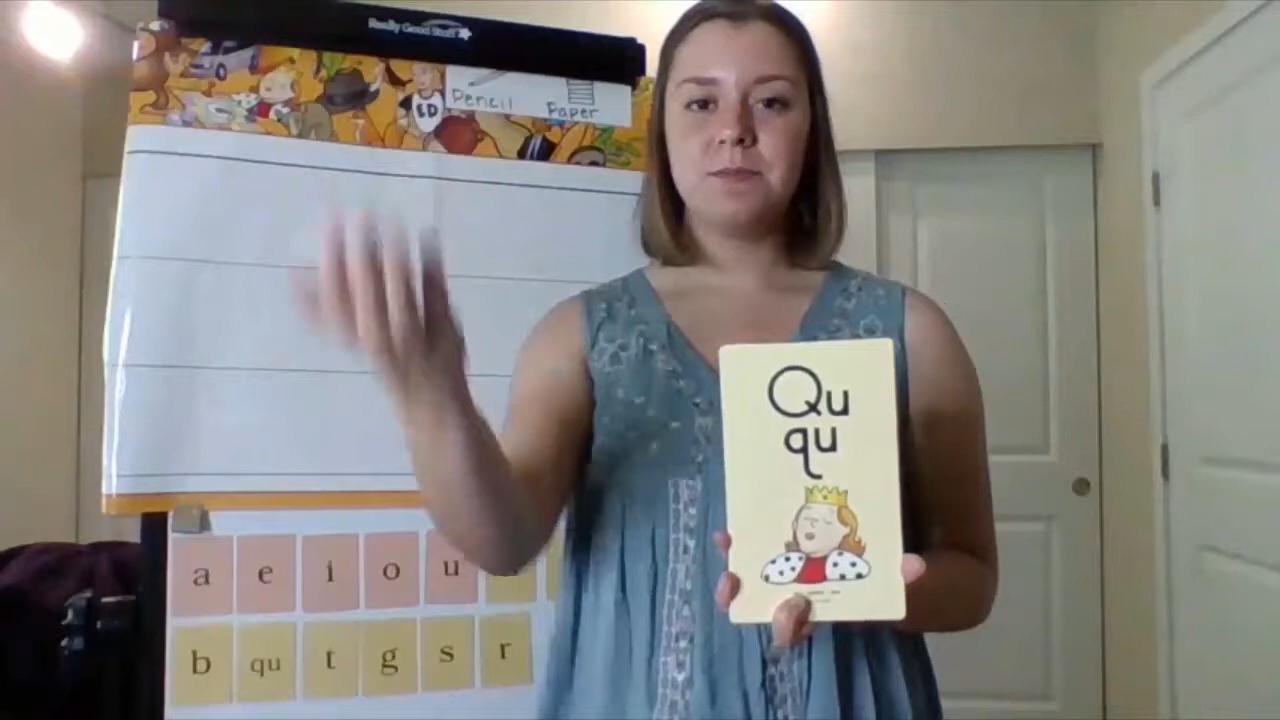 Really Good Stuff
Pencil
Paper
ED
Qu
qu
a e i o u
b qu t g s r